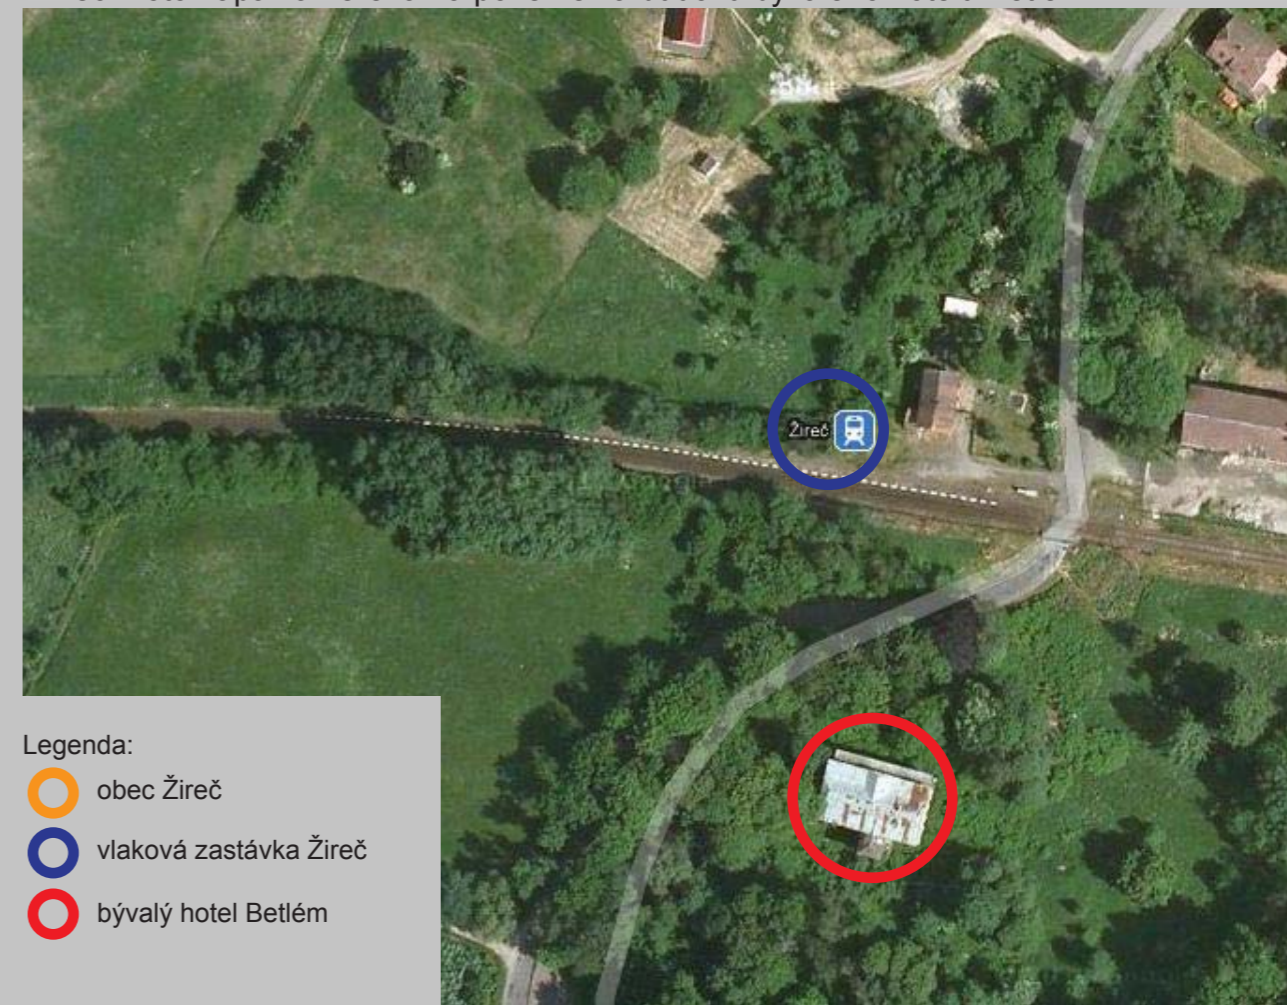 Žireč
Legenda:
obec Žireč
vlaková zastávka Žireč
bývalý hotel Betlém